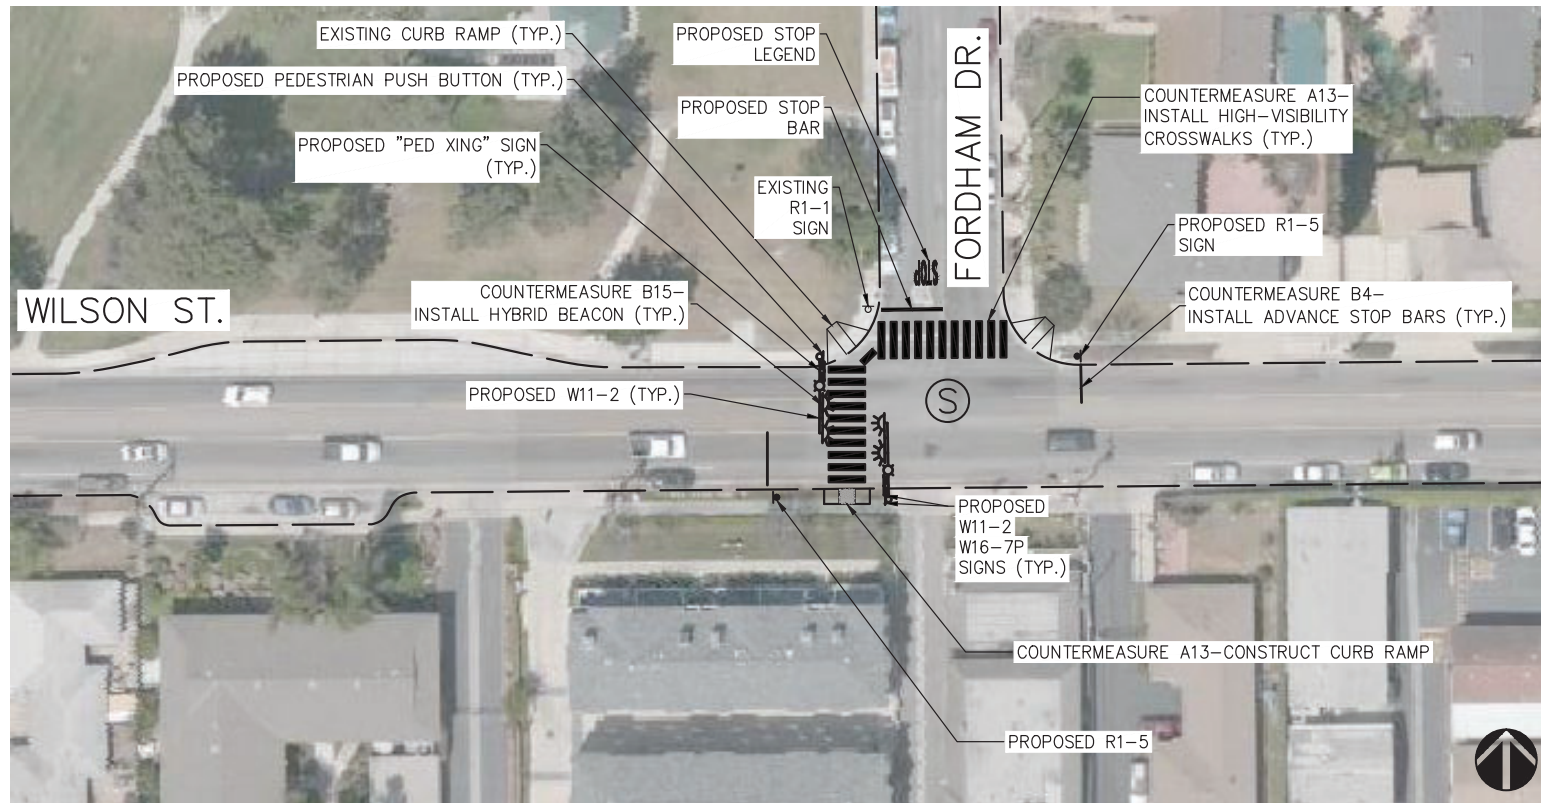 EXISTING CURB RAMP (TYP.)
PROPOSED PEDESTRIAN PUSH BUTTON (TYP.)
PROPOSED "PED XING" SIGN
(TYP.)
PROPOSED STOP
LEGEND
PROPOSED STOP
BAR
EXISTING
R1-1
SIGN
FORDHAM DR.
STOP
COUNTERMEASURE A13-
INSTALL HIGH-VISIBILITY
CROSSWALKS (TYP.)
PROPOSED R1-5
SIGN
COUNTERMEASURE B4-
INSTALL ADVANCE STOP BARS (TYP.)
WILSON ST.
COUNTERMEASURE B15-
INSTALL HYBRID BEACON (TYP.)
PROPOSED W11-2 (TYP.)
S
PROPOSED
W11-2
W16-7P
SIGNS (TYP.)
COUNTERMEASURE A13-CONSTRUCT CURB RAMP
PROPOSED R1-5